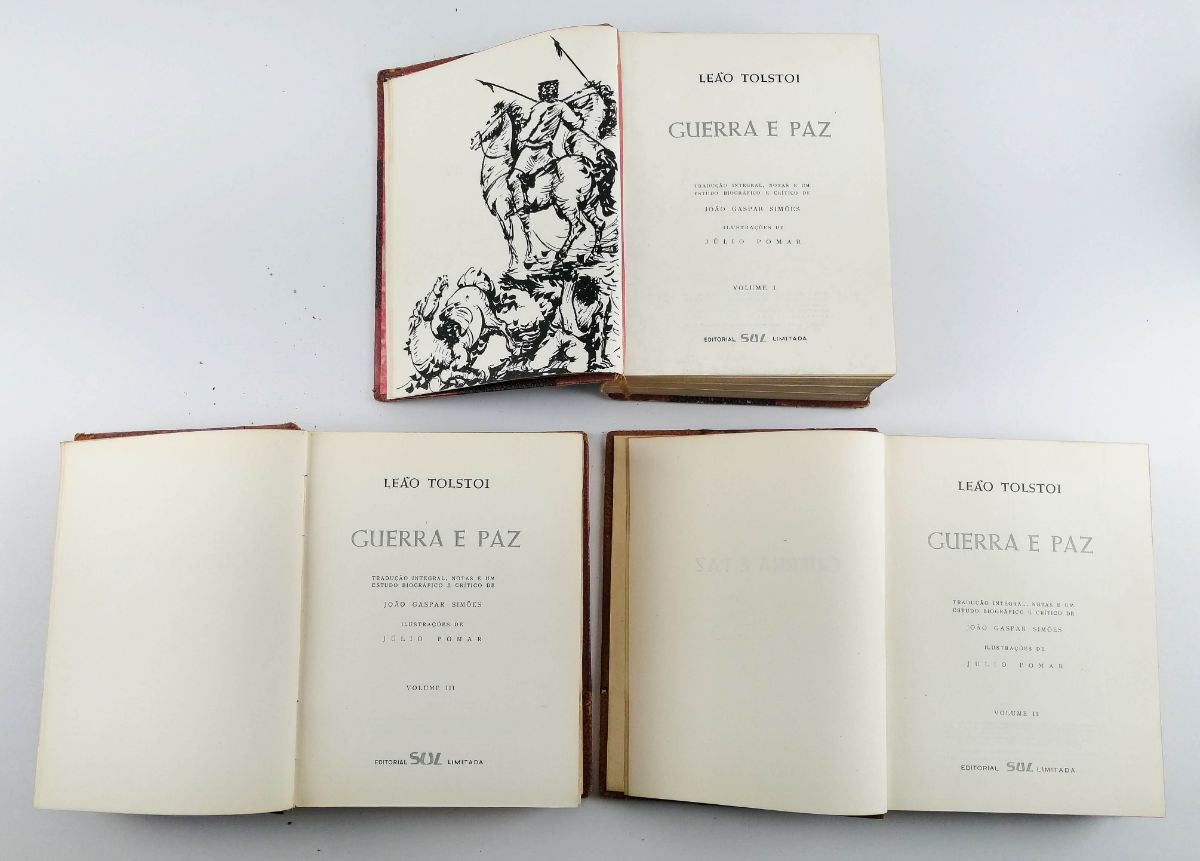 LEÃO TOLSTOI
GUERRA E PAZ
TRADUÇÃO INTEGRAL, NOTAS E UM
ESTUDO BIOGRÁFICO E CRÍTICO DE
JOÃO GASPAR SIMÕES
ILUSTRAÇÕES DE
JÚLIO POMAR
VOLUME I
EDITORIAL SUL LIMITADA
LEÃO TOLSTOI
GUERRA E PAZ
TRADUÇÃO INTEGRAL, NOTAS E UM
ESTUDO BIOGRÁFICO E CRÍTICO DE
JOÃO GASPAR SIMÕES
ILUSTRAÇÕES DE
JÚLIO POMAR
VOLUME III
EDITORIAL SUL LIMITADA
LEÃO TOLSTOI
GUERRA E PAZ
TRADUÇÃO INTEGRAL, NOTAS E UM
ESTUDO BIOGRÁFICO E CRÍTICO DE
JOÃO GASPAR SIMÕES
ILUSTRAÇÕES DE
JÚLIO POMAR
VOLUME II
EDITORIAL SUL LIMITADA